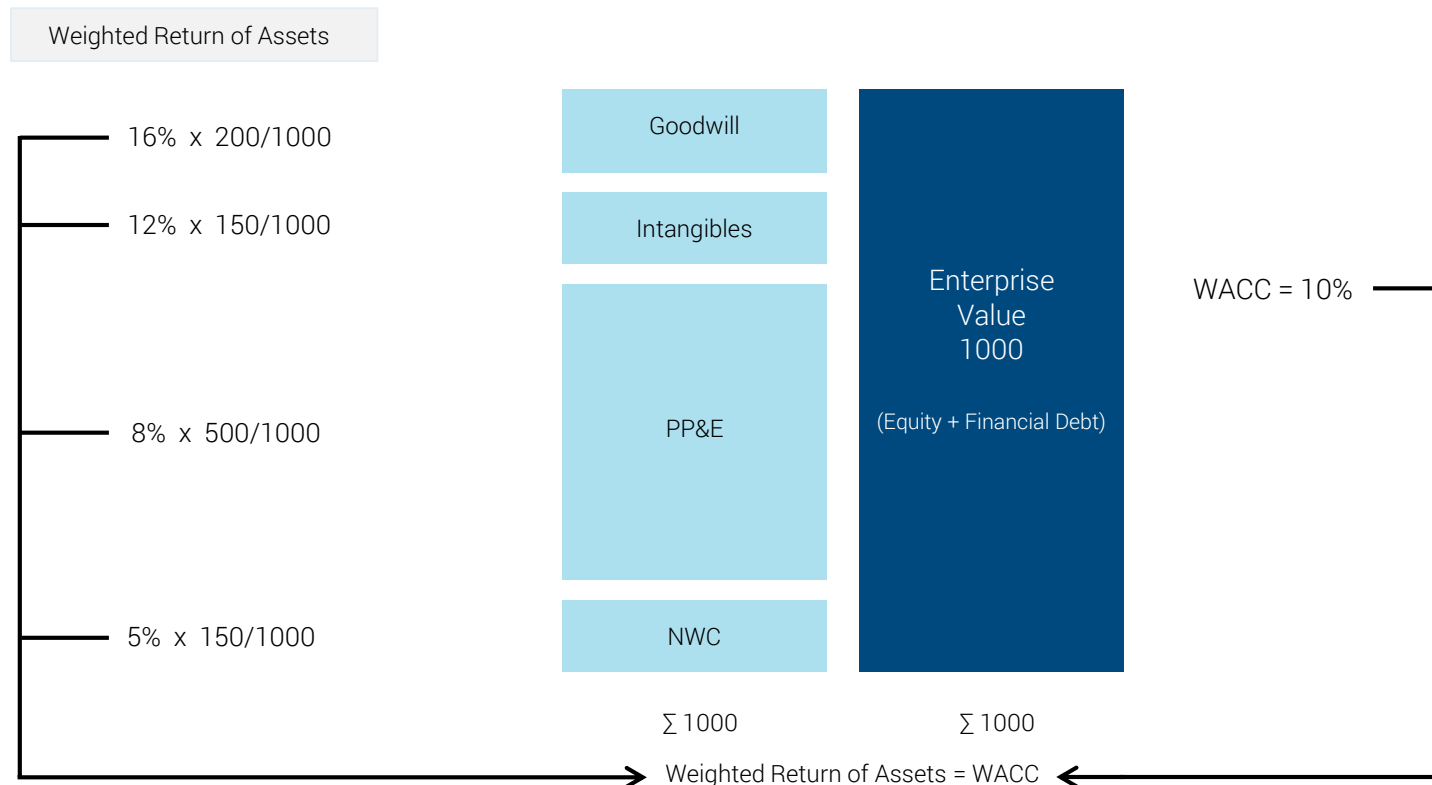 Weighted Return of Assets
16% x 200/1000
Goodwill
12% x 150/1000
Intangibles
Enterprise
Value
1000
WACC = 10%
8% x 500/1000
PP&E
(Equity + Financial Debt)
5% x 150/1000
NWC
∑ 1000
∑ 1000
Weighted Return of Assets = WACC